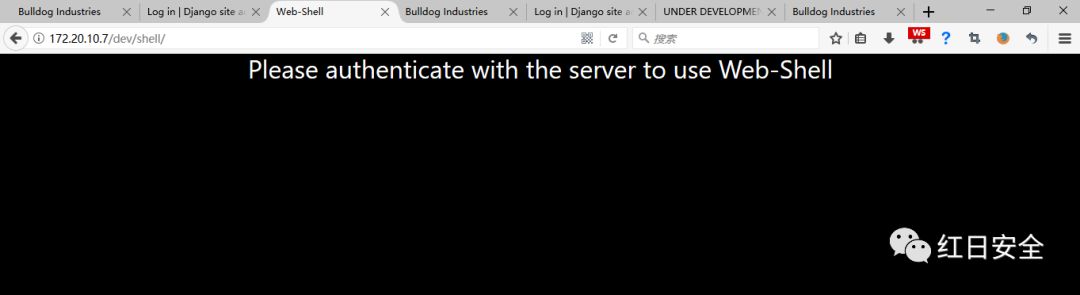 Bulldog Industries
Log in | Django site a
Web-Shell
Bulldog Industries
Log in | Django site a
UNDER DEVELOPMEN
Bulldog Industries
172.20.10.7/dev/shell/
搜索
W5
Please authenticate with the server to use Web-Shell
红日安全